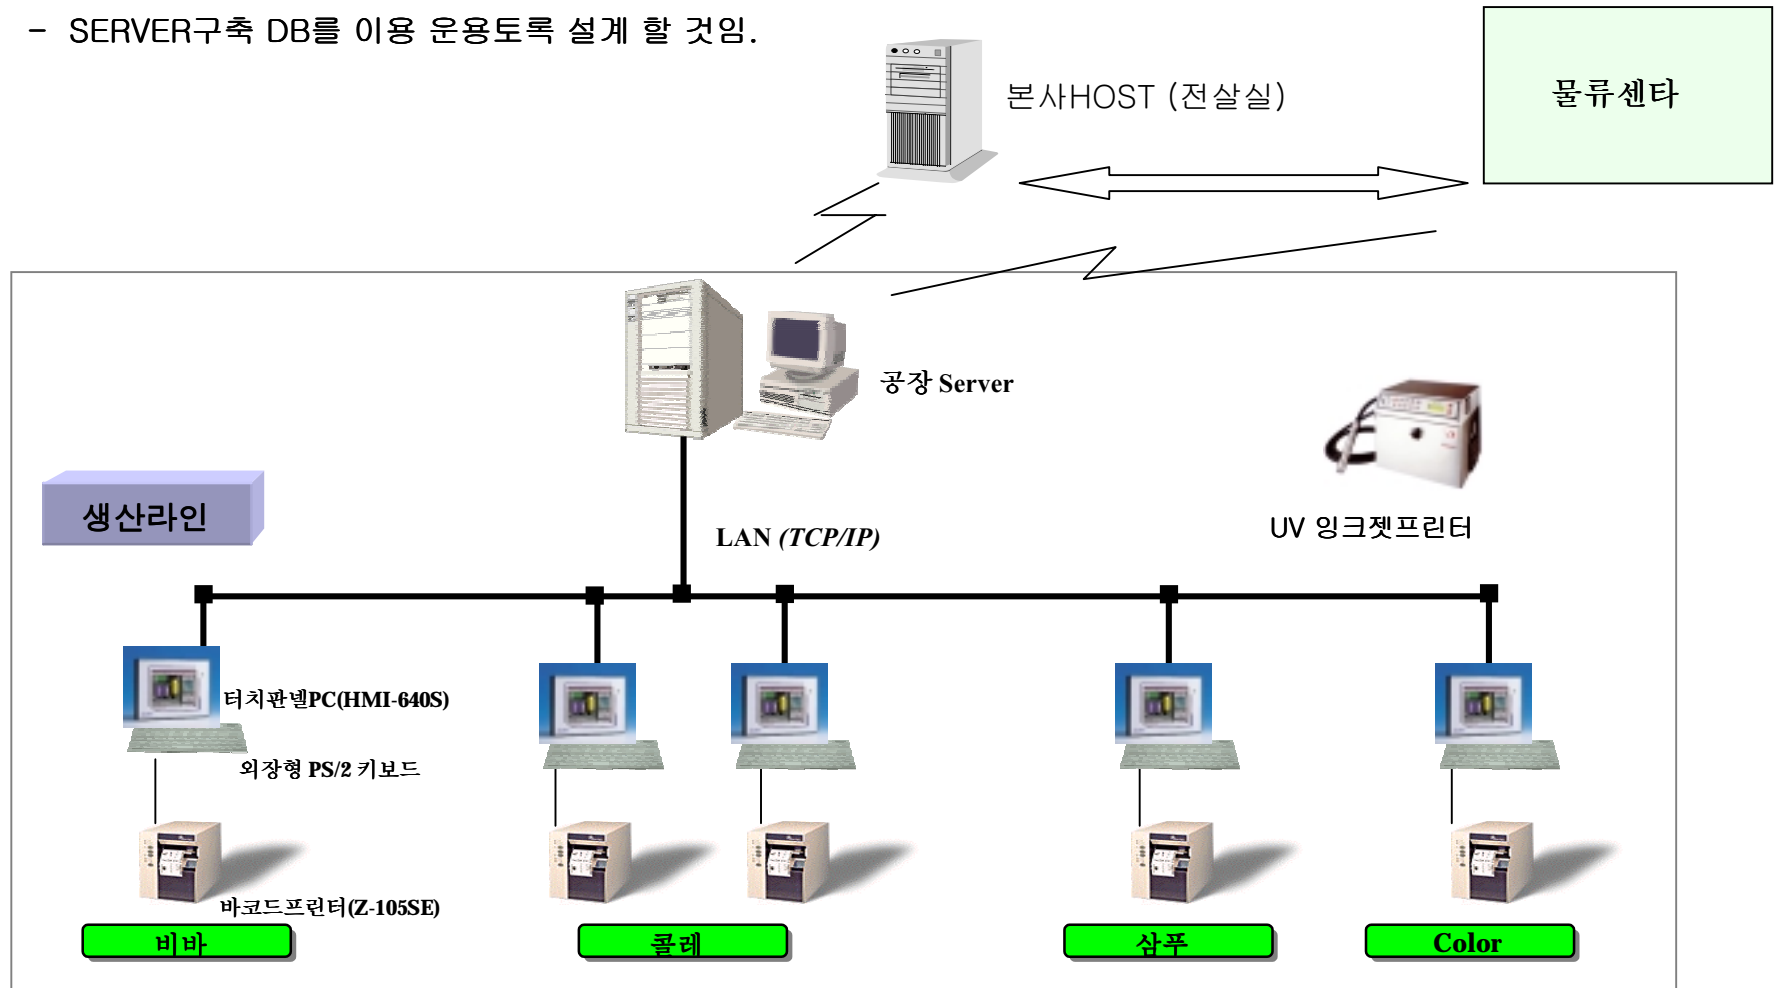 - SERVER구축 DB를 이용 운용토록 설계 할 것임.
본사HOST (전살실)
물류센타
공장 Server
생산라인
LAN (TCP/IP)
UV 잉크젯프린터
터치판넬PC(HMI-640S)
외장형 PS/2 키보드
바코드프린터(Z-105SE)
비바
콜레
삼푸
Color